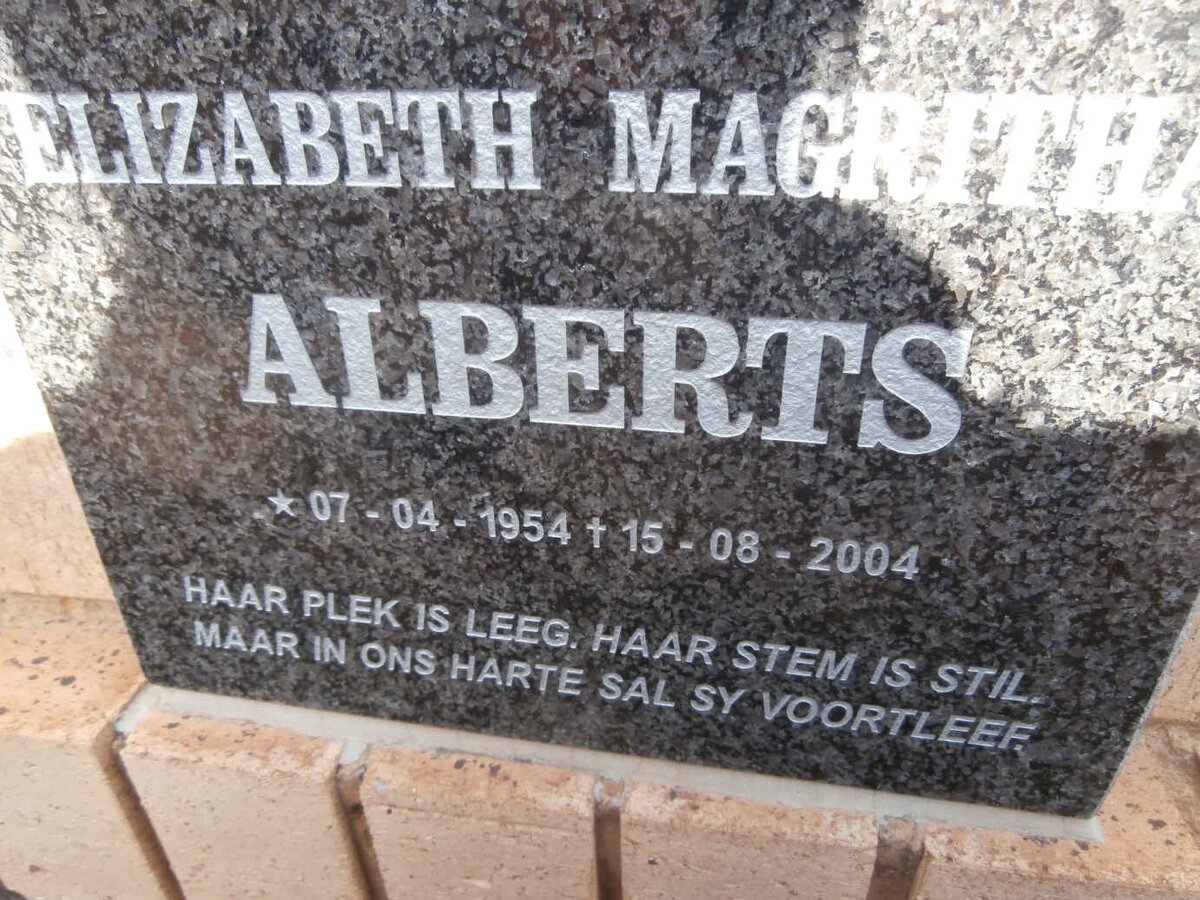 ELIZABETH MAGRITHA
ALBERTS
★ 07 - 04 - 1954 ✝ 15 - 08 - 2004
HAAR PLEK IS LEEG. HAAR STEM IS STIL.
MAAR IN ONS HARTE SAL SY VOORTLEEF.